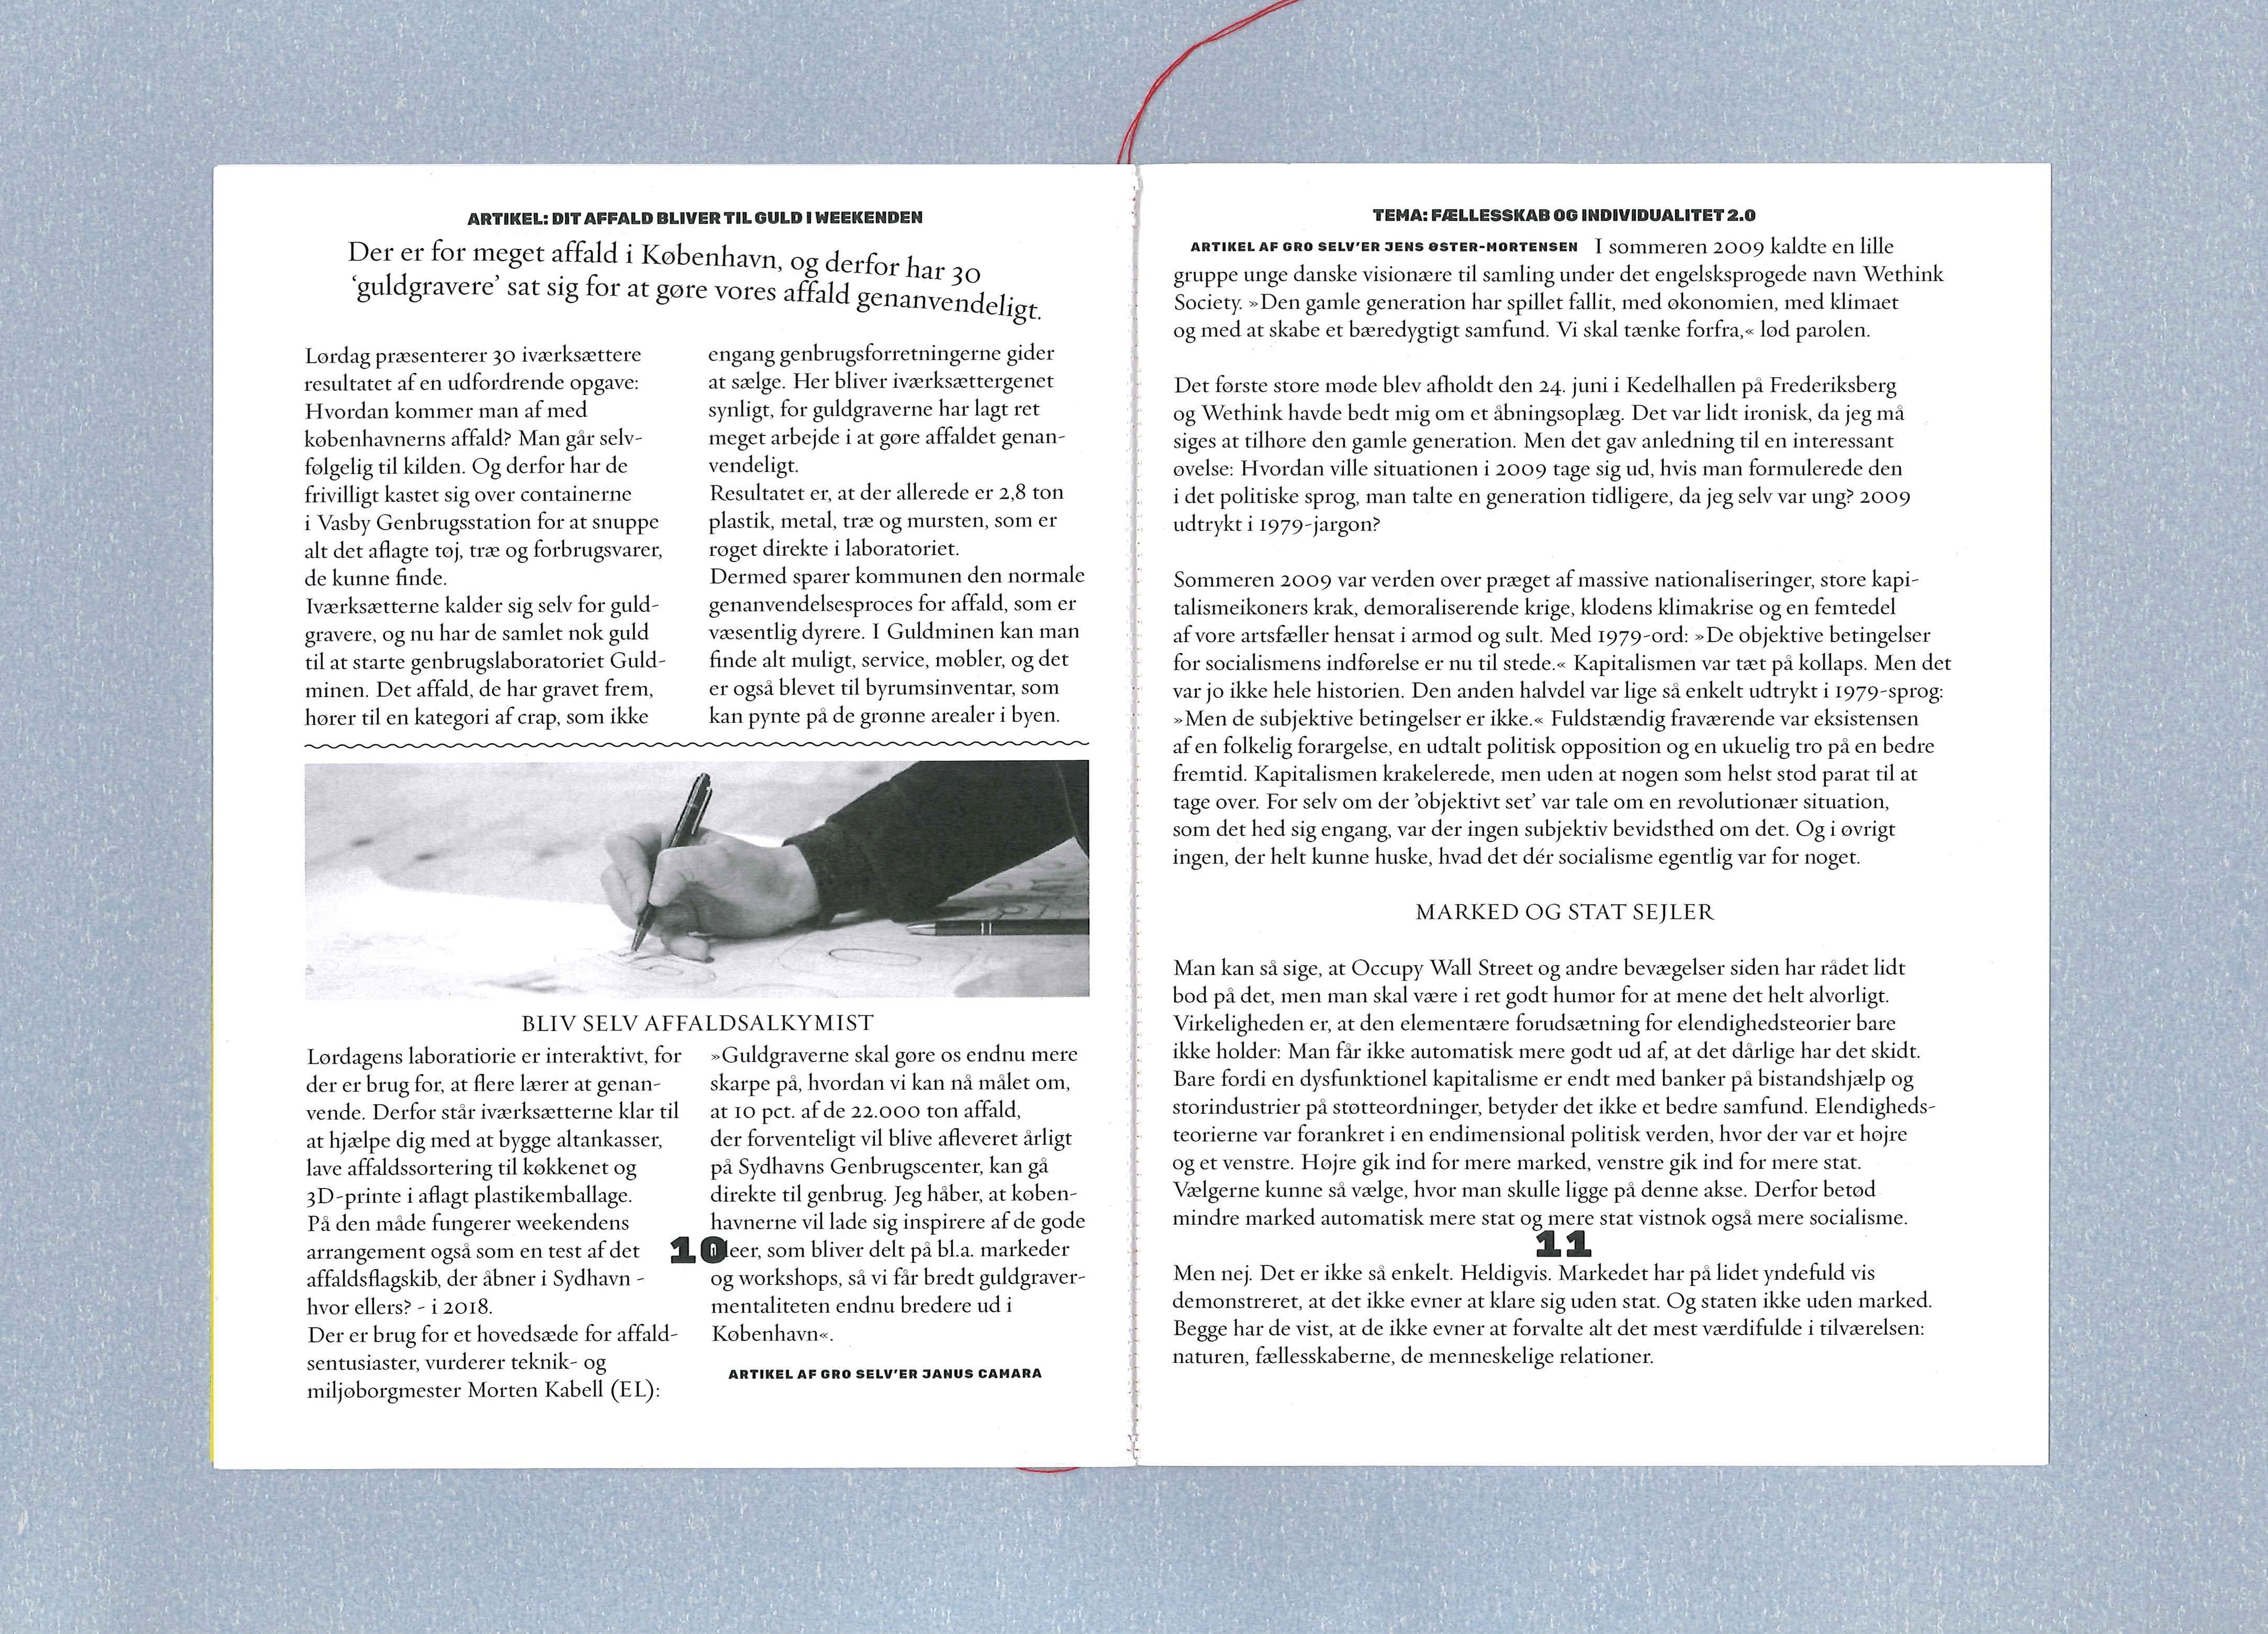 ARTIKEL: DIT AFFALD BLIVER TIL GULD I WEEKENDEN
Der er for meget affald i København, og derfor har 30
‘guldgravere’ sat sig for at gøre vores affald genanvendeligt.
Lørdag præsenterer 30 iværksættere
resultatet af en udfordrende opgave:
Hvordan kommer man af med
københavnerns affald? Man går selv-
følgelig til kilden. Og derfor har de
frivilligt kastet sig over containerne
i Vasby Genbrugsstation for at snuppe
alt det aflagte tøj, træ og forbrugsvarer,
de kunne finde.
Iværksætterne kalder sig selv for guld-
gravere, og nu har de samlet nok guld
til at starte genbrugslaboratoriet Guld-
minen. Det affald, de har gravet frem,
hører til en kategori af crap, som ikke
engang genbrugsforretningerne gider
at sælge. Her bliver iværksættergenet
synligt, for guldgraverne har lagt ret
meget arbejde i at gøre affaldet genan-
vendeligt.
Resultatet er, at der allerede er 2,8 ton
plastik, metal, træ og mursten, som er
røget direkte i laboratoriet.
Dermed sparer kommunen den normale
genanvendelsesproces for affald, som er
væsentlig dyrere. I Guldminen kan man
finde alt muligt, service, møbler, og det
er også blevet til byrumsinventar, som
kan pynte på de grønne arealer i byen.
BLIV SELV AFFALDSALKYMIST
Lørdagens laboratiorie er interaktivt, for
der er brug for, at flere lærer at genan-
vende. Derfor står iværksætterne klar til
at hjælpe dig med at bygge altankasser,
lave affaldssortering til køkkenet og
3D-printe i aflagt plastikemballage.
På den måde fungerer weekendens
arrangement også som en test af det
affaldsflagskib, der åbner i Sydhavn -
hvor ellers? - i 2018.
Der er brug for et hovedsæde for affald-
sentusiaster, vurderer teknik- og
miljøborgmester Morten Kabell (EL):
»Guldgraverne skal gøre os endnu mere
skarpe på, hvordan vi kan nå målet om,
at 10 pct. af de 22.000 ton affald,
der forventeligt vil blive afleveret årligt
på Sydhavns Genbrugscenter, kan gå
direkte til genbrug. Jeg håber, at køben-
havnerne vil lade sig inspirere af de gode
som bliver delt på bl.a. markeder
og workshops, så vi får bredt guldgraver-
mentaliteten endnu bredere ud i
København«.
ARTIKEL AF GRO SELV'ER JANUS CAMARA
10
TEMA: FÆLLESSKAB OG INDIVIDUALITET 2.0
ARTIKEL AF GRO SELV'ER JENS ØSTER-MORTENSEN I sommeren 2009 kaldte en lille
gruppe unge danske visionære til samling under det engelsksprogede navn Wethink
Society. »Den gamle generation har spillet fallit, med økonomien, med klimaet
og med at skabe et bæredygtigt samfund. Vi skal tænke forfra,« lød parolen.
Det første store møde blev afholdt den 24. juni i Kedelhallen på Frederiksberg
og Wethink havde bedt mig om et åbningsoplæg. Det var lidt ironisk, da jeg må
siges at tilhøre den gamle generation. Men det gav anledning til en interessant
øvelse: Hvordan ville situationen i 2009 tage sig ud, hvis man formulerede den
i det politiske sprog, man talte en generation tidligere, da jeg selv var ung? 2009
udtrykt i 1979-jargon?
Sommeren 2009 var verden over præget af massive nationaliseringer, store kapi-
talismeikoners krak, demoraliserende krige, klodens klimakrise og en femtedel
af vore artsfæller hensat i armod og sult. Med 1979-ord: »De objektive betingelser
for socialismens indførelse er nu til stede.« Kapitalismen var tæt på kollaps. Men det
var jo ikke hele historien. Den anden halvdel var lige så enkelt udtrykt i 1979-sprog:
»Men de subjektive betingelser er ikke.« Fuldstændig fraværende var eksistensen
af en folkelig forargelse, en udtalt politisk opposition og en ukuelig tro på en bedre
fremtid. Kapitalismen krakelerede, men uden at nogen som helst stod parat til at
tage over. For selv om der ’objektivt set’ var tale om en revolutionær situation,
som det hed sig engang, var der ingen subjektiv bevidsthed om det. Og i øvrigt
ingen, der helt kunne huske, hvad det dér socialisme egentlig var for noget.
MARKED OG STAT SEJLER
Man kan så sige, at Occupy Wall Street og andre bevægelser siden har rådet lidt
bod på det, men man skal være i ret godt humør for at mene det helt alvorligt.
Virkeligheden er, at den elementære forudsætning for elendighedsteorier bare
ikke holder: Man får ikke automatisk mere godt ud af, at det dårlige har det skidt.
Bare fordi en dysfunktionel kapitalisme er endt med banker på bistandshjælp og
storindustrier på støtteordninger, betyder det ikke et bedre samfund. Elendigheds-
teorierne var forankret i en endimensional politisk verden, hvor der var et højre
og et venstre. Højre gik ind for mere marked, venstre gik ind for mere stat.
Vælgerne kunne så vælge, hvor man skulle ligge på denne akse. Derfor betød
mindre marked automatisk mere stat og mere stat vistnok også mere socialisme.
11
Men nej. Det er ikke så enkelt. Heldigvis. Markedet har på lidet yndefuld vis
demonstreret, at det ikke evner at klare sig uden stat. Og staten ikke uden marked.
Begge har de vist, at de ikke evner at forvalte alt det mest værdifulde i tilværelsen:
naturen, fællesskaberne, de menneskelige relationer.